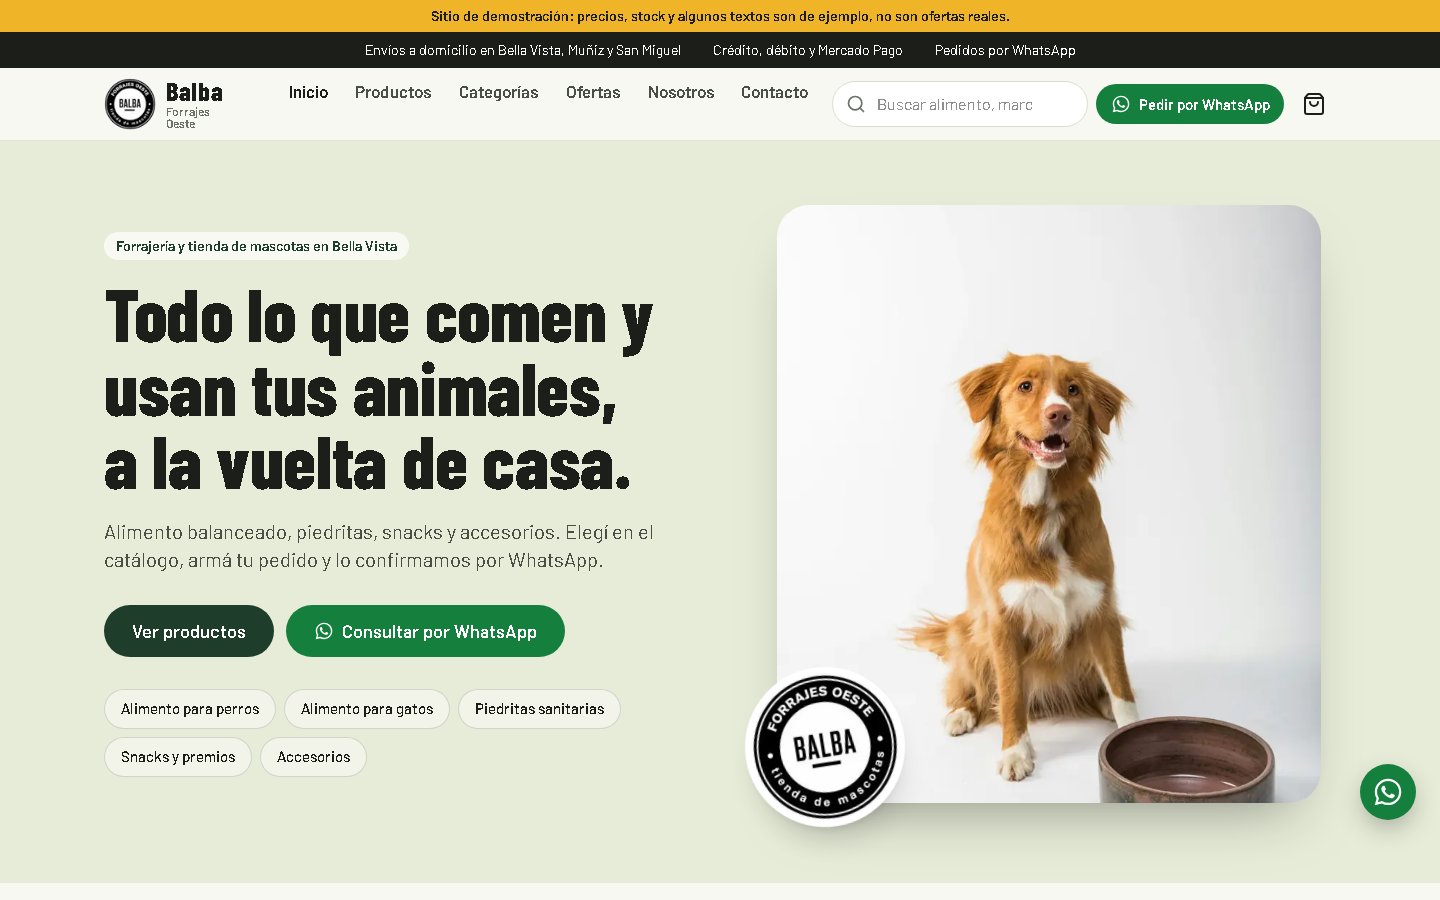 Sitio de demostración: precios, stock y algunos textos son de ejemplo, no son ofertas reales.
Envíos a domicilio en Bella Vista, Muñiz y San Miguel
Crédito, débito y Mercado Pago
Pedidos por WhatsApp
FORRAJES OESTE
BALBA
tienda de mascotas
Balba
Forrajes
Oeste
Inicio
Productos
Categorías
Ofertas
Nosotros
Contacto
Buscar alimento, marc
Pedir por WhatsApp
Forrajería y tienda de mascotas en Bella Vista
Todo lo que comen y
usan tus animales,
a la vuelta de casa.
Alimento balanceado, piedritas, snacks y accesorios. Elegí en el
catálogo, armá tu pedido y lo confirmamos por WhatsApp.
Ver productos
Consultar por WhatsApp
Alimento para perros
Alimento para gatos
Piedritas sanitarias
Snacks y premios
Accesorios
FORRAJES OESTE
BALBA
tienda de mascotas